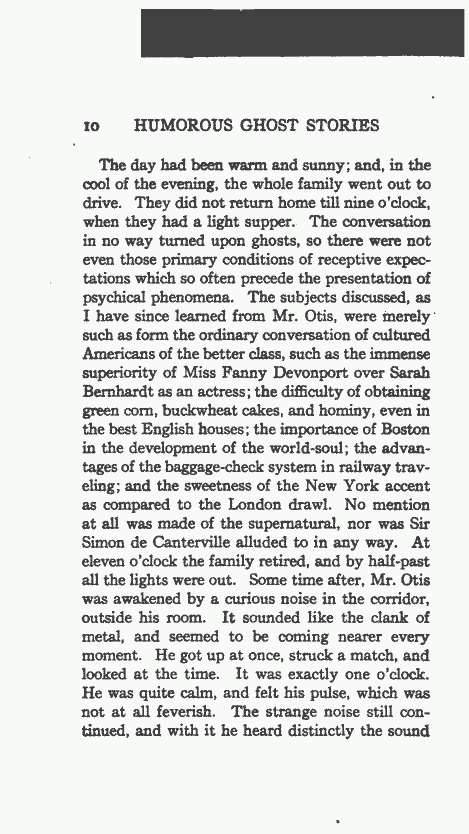 10 HUMOROUS GHOST STORIES
The day had been warm and sunny; and, in the
cool of the evening, the whole family went out to
drive. They did not return home till nine o'clock,
when they had a light supper. The conversation
in no way turned upon ghosts, so there were not
even those primary conditions of receptive expec-
tations which so often precede the presentation of
psychical phenomena. The subjects discussed, as
I have since learned from Mr. Otis, were merely
such as form the ordinary conversation of cultured
Americans of the better class, such as the immense
superiority of Miss Fanny Devonport over Sarah
Bernhardt as an actress; the difficulty of obtaining
green corn, buckwheat cakes, and hominy, even in
the best English houses; the importance of Boston
in the development of the world-soul; the advan-
tages of the baggage-check system in railway trav-
eling; and the sweetness of the New York accent
as compared to the London drawl. No mention
at all was made of the supernatural, nor was Sir
Simon de Canterville alluded to in any way. At
eleven o'clock the family retired, and by half-past
all the lights were out. Some time after, Mr. Otis
was awakened by a curious noise in the corridor,
outside his room. It sounded like the clank of
metal, and seemed to be coming nearer every
moment. He got up at once, struck a match, and
looked at the time. It was exactly one o'clock.
He was quite calm, and felt his pulse, which was
not at all feverish. The strange noise still con-
tinued, and with it he heard distinctly the sound